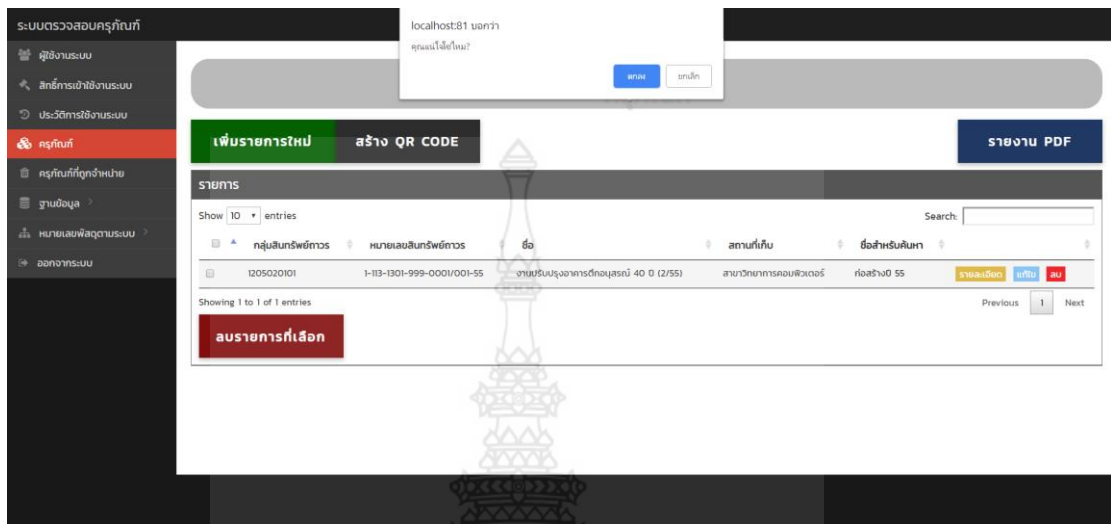 ระบบตรวจสอบครุภัณฑ์
localhost:81 บอกว่า
คุณแน่ใจใช่ไหม?
ตกลง ยกเลิก
ผู้ใช้งานระบบ
สิทธิ์การเข้าใช้งานระบบ
ประวัติการใช้งานระบบ
ครุภัณฑ์
ครุภัณฑ์ที่ถูกจำหน่าย
ฐานข้อมูล
หมายเลขพัสดุตามระบบ
ออกจากระบบ
เพิ่มรายการใหม่ สร้าง QR CODE รายงาน PDF
รายการ
Show 10 entries Search:
กลุ่มสินทรัพย์ถาวร หมายเลขสินทรัพย์ถาวร ชื่อ สถานที่เก็บ ชื่อสำหรับค้นหา
1205020101 1-113-1301-999-0001/001-55 งานปรับปรุงอาคารตึกอนุสรณ์ 40 ปี (2/55) สาขาวิทยาการคอมพิวเตอร์ ก่อสร้างปี 55 รายละเอียด แก้ไข ลบ
Showing 1 to 1 of 1 entries Previous 1 Next
ลบรายการที่เลือก